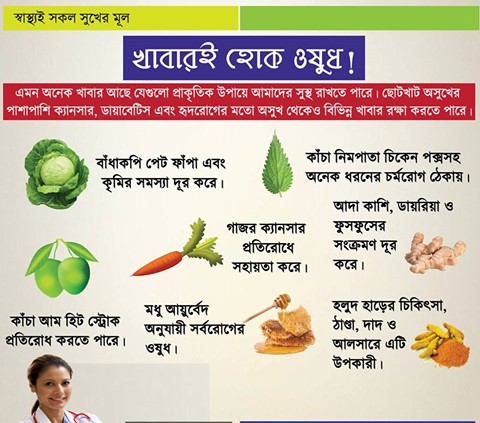 স্বাস্থ্যই সকল সুখের মূল
খাবারই হোক ওষুধ!
এমন অনেক খাবার আছে যেগুলো প্রাকৃতিক উপায়ে আমাদের সুস্থ রাখতে পারে। ছোটখাট অসুখের
পাশাপাশি ক্যানসার, ডায়াবেটিস এবং হৃদরোগের মতো অসুখ থেকেও বিভিন্ন খাবার রক্ষা করতে পারে।
বাঁধাকপি পেট ফাঁপা এবং
কৃমির সমস্যা দূর করে।
কাঁচা নিমপাতা চিকেন পক্সসহ
অনেক ধরনের চর্মরোগ ঠেকায়।
গাজর ক্যানসার
প্রতিরোধে
সহায়তা করে।
আদা কাশি, ডায়রিয়া ও
ফুসফুসের
সংক্রমণ দূর
করে।
কাঁচা আম হিট স্ট্রোক
প্রতিরোধ করতে পারে।
মধু আয়ুর্বেদ
অনুযায়ী সর্বরোগের
ওষুধ।
হলুদ হাড়ের চিকিৎসা,
ঠাণ্ডা, দাদ ও
আলসারে এটি
উপকারী।